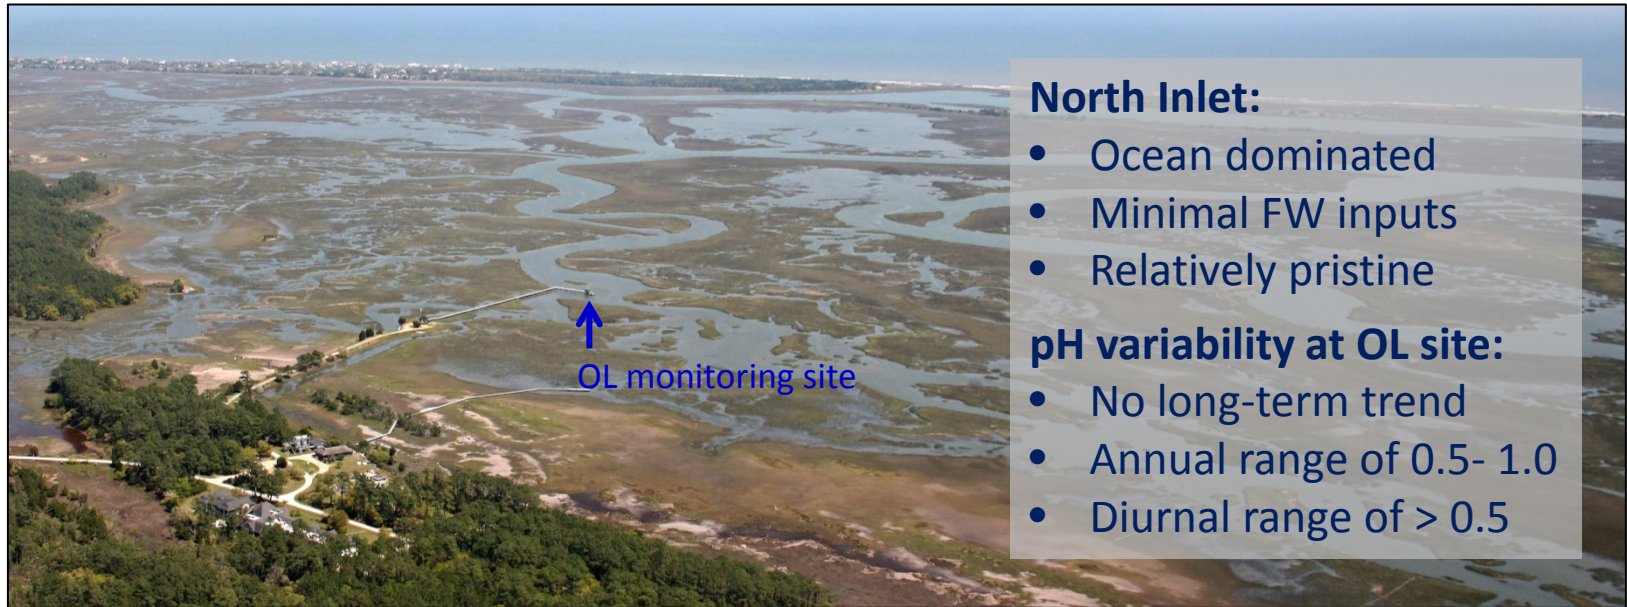 North Inlet:
• Ocean dominated
• Minimal FW inputs
• Relatively pristine
pH variability at OL site:
• No long-term trend
• Annual range of 0.5- 1.0
• Diurnal range of > 0.5
OL monitoring site